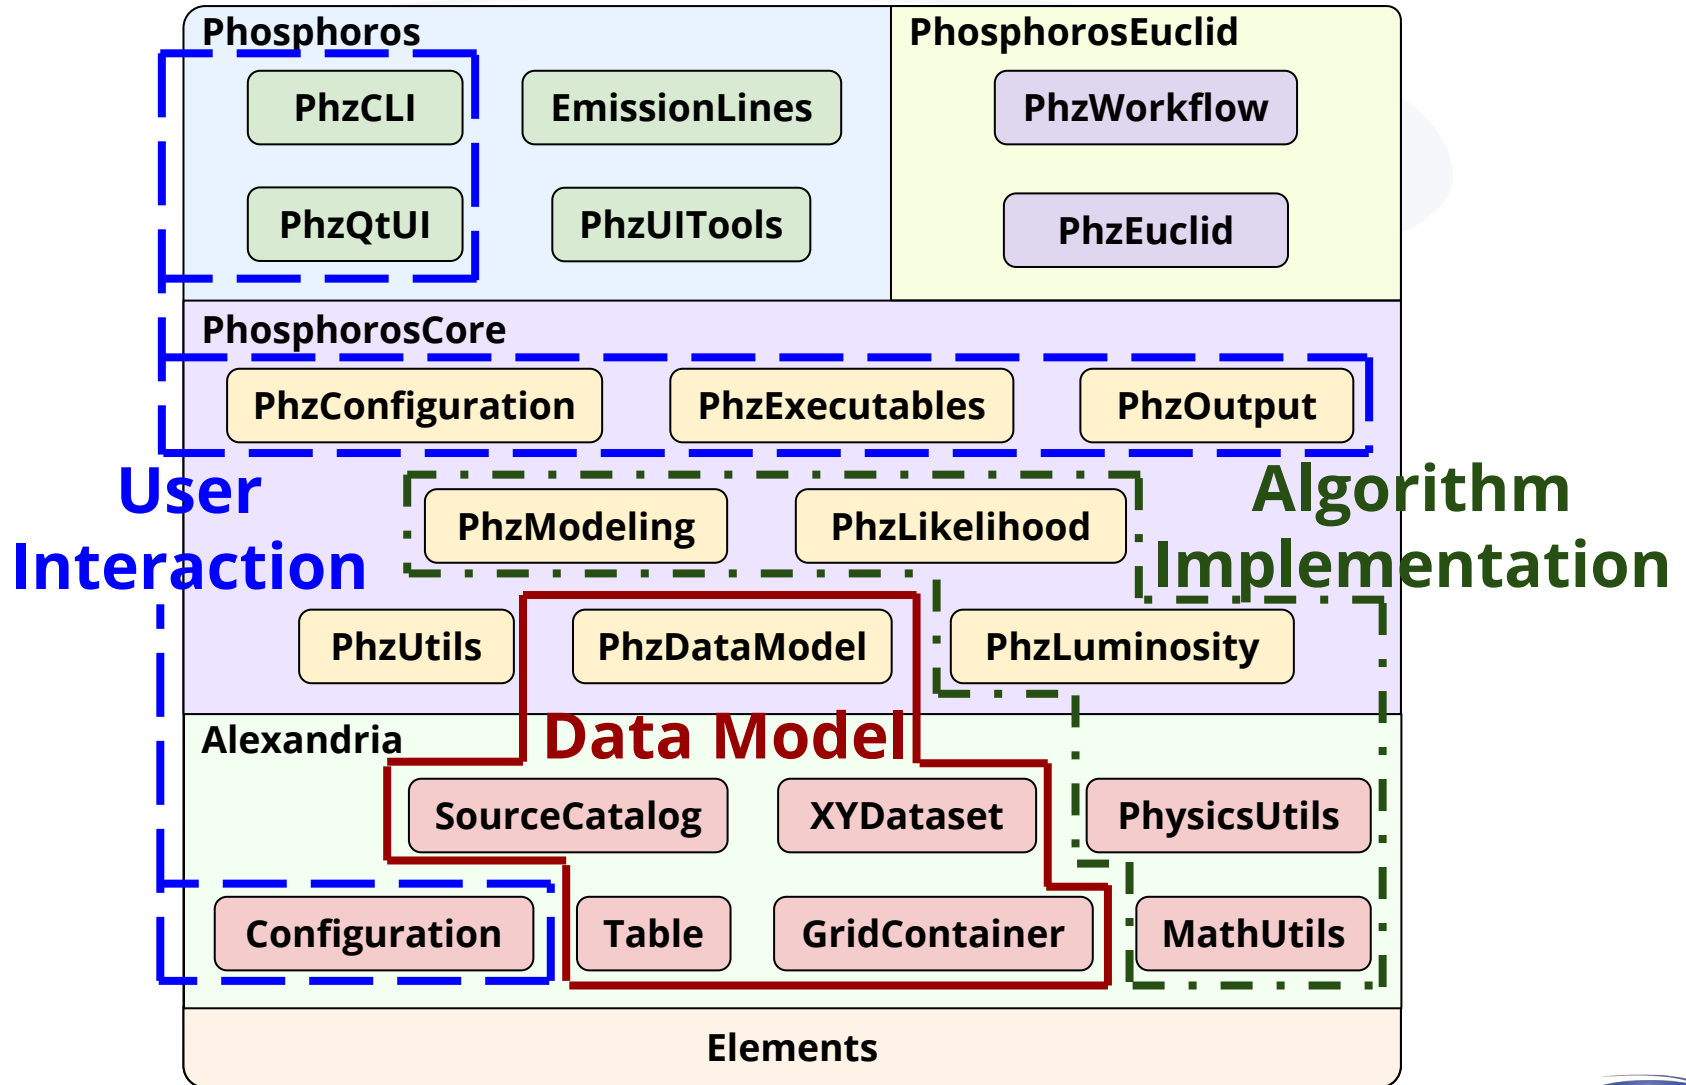 Phosphoros
PhosphorosEuclid
PhzCLI
EmissionLines
PhzWorkflow
PhzQtUI
PhzUITools
PhzEuclid
PhosphorosCore
PhzConfiguration
PhzExecutables
PhzOutput
User
Interaction
Algorithm
Implementation
PhzModeling
PhzLikelihood
PhzUtils
PhzDataModel
PhzLuminosity
Alexandria
Data Model
SourceCatalog
XYDataset
PhysicsUtils
Configuration
Table
GridContainer
MathUtils
Elements